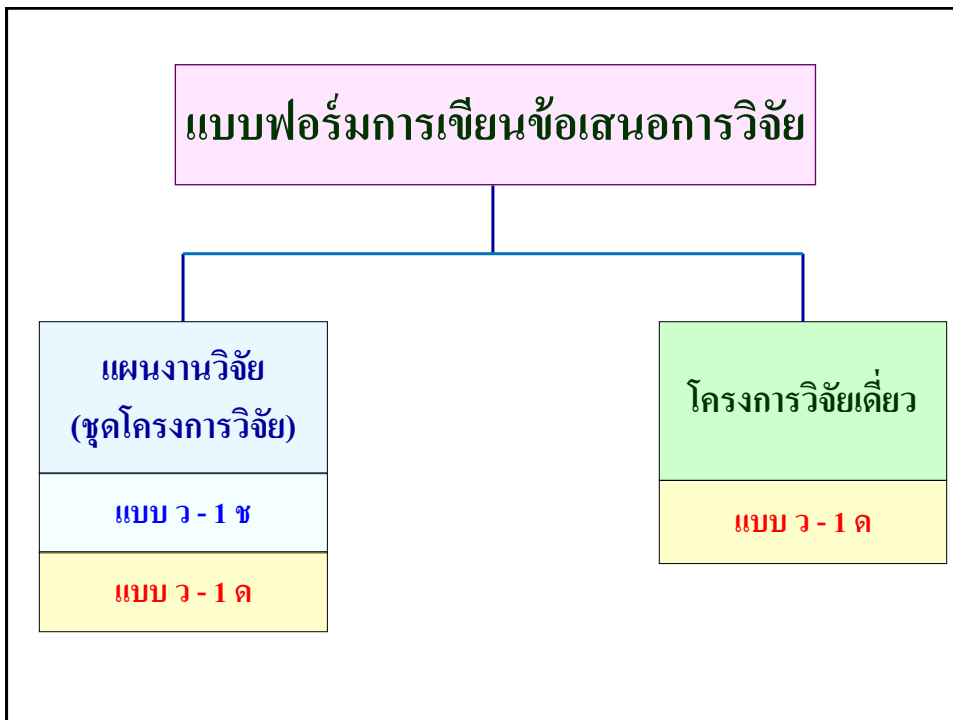 แบบฟอร์มการเขียนข้อเสนอการวิจัย
แผนงานวิจัย
(ชุดโครงการวิจัย)
แบบ ว - 1 ช
แบบ ว - 1 ด
โครงการวิจัยเดี่ยว
แบบ ว - 1 ด